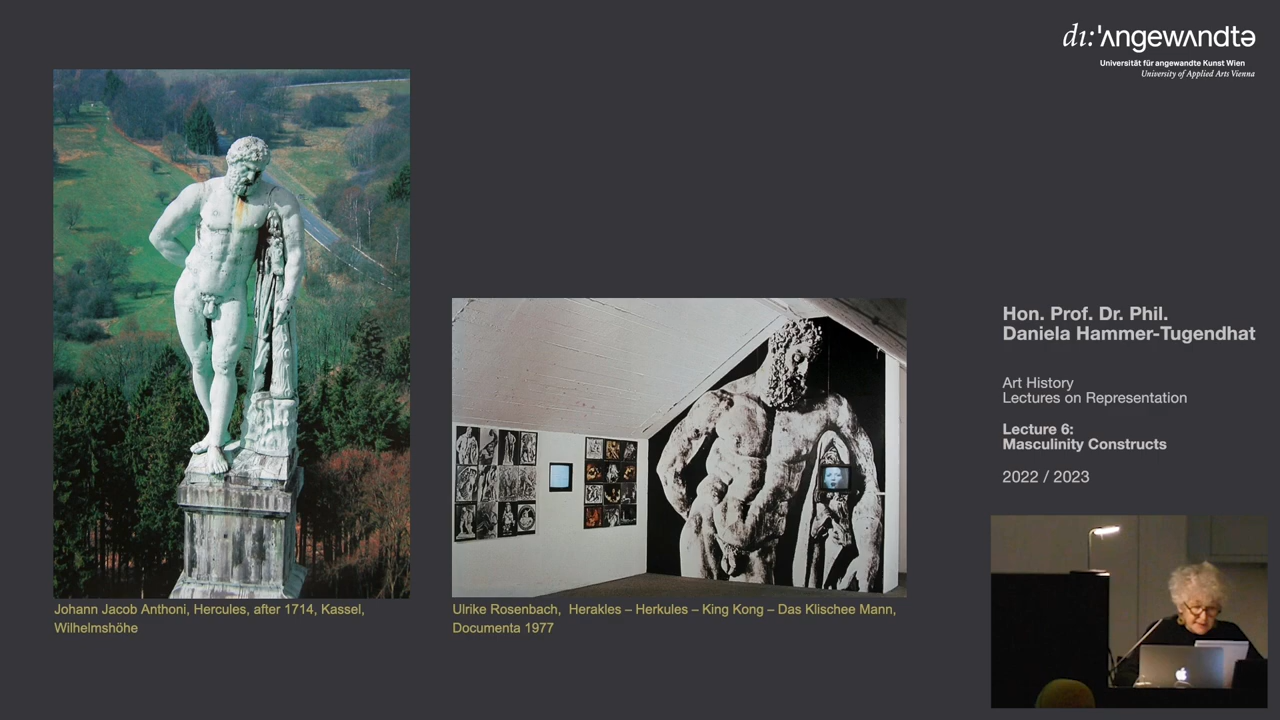 dı:'ʌngewʌndtə
Universität für angewandte Kunst Wien
University of Applied Arts Vienna
Johann Jacob Anthoni, Hercules, after 1714, Kassel,
Wilhelmshöhe
Ulrike Rosenbach, Herakles – Herkules – King Kong – Das Klischee Mann,
Documenta 1977
Hon. Prof. Dr. Phil.
Daniela Hammer-Tugendhat
Art History
Lectures on Representation
Lecture 6:
Masculinity Constructs
2022 / 2023